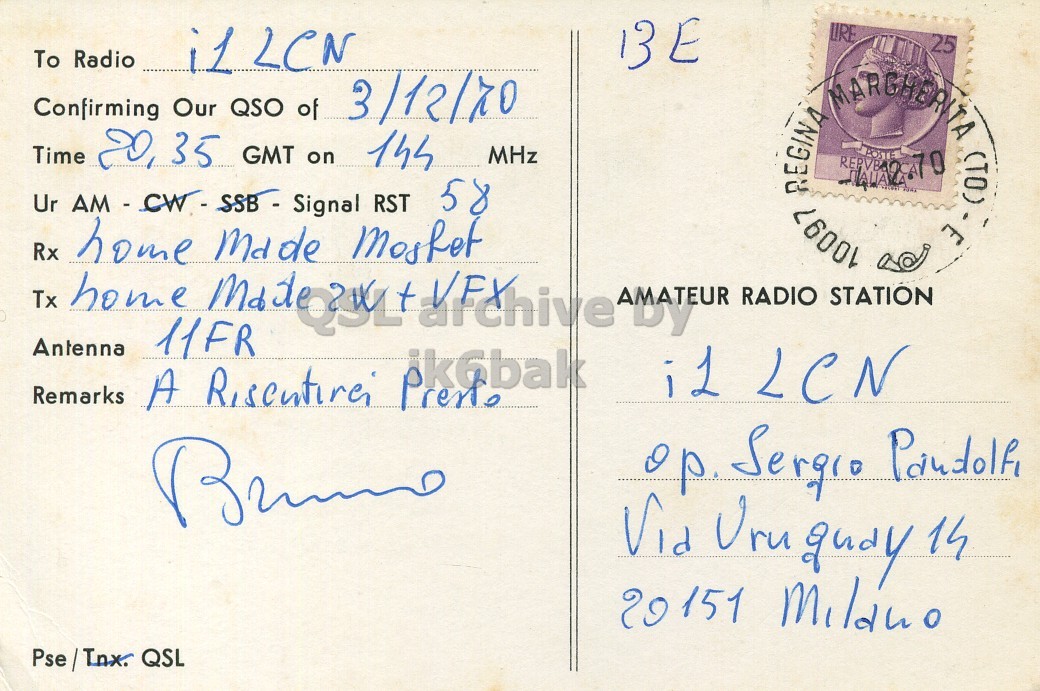 To Radio i1 LCN
Confirming Our QSO of 3/12/70
Time 20,35 GMT on 144 MHz
Ur AM - CW - SSB - Signal RST 58
Rx home Made Mosfet
Tx home Made + VFX
Antenna 11FR
Remarks A Risentirci Presto
Bruno
Pse / Tnx. QSL
13 E
LIRE 25
POSTE
REPVBBLICA
ITALIANA
10097 REGINA MARGHERITA (TO) - E
-4.12.70
AMATEUR RADIO STATION
i1 LCN
op. Sergio Pandolfi
Via Uruguay 14
20151 Milano
QSL archive by
ik6bak